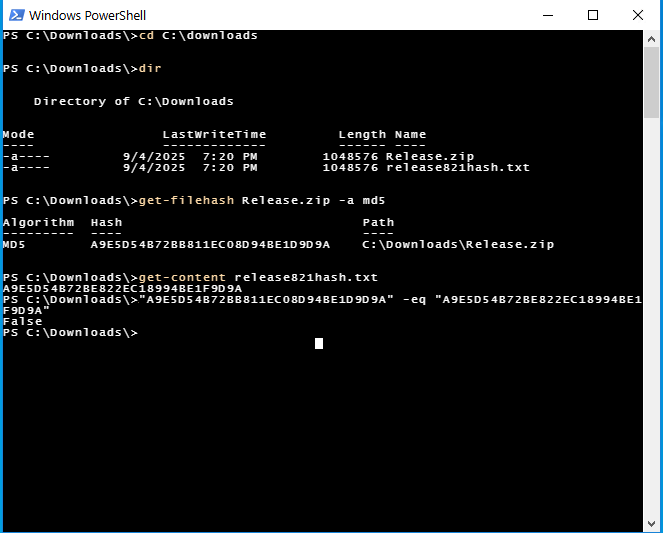 Windows PowerShell
PS C:\Downloads\>cd C:\downloads
PS C:\Downloads\>dir
Directory of C:\Downloads
Mode LastWriteTime Length Name
---- ------------- ------ ----
-a---- 9/4/2025 7:20 PM 1048576 Release.zip
-a---- 9/4/2025 7:20 PM 1048576 release821hash.txt
PS C:\Downloads\>get-filehash Release.zip -a md5
Algorithm Hash Path
--------- ---- ----
MD5 A9E5D54B72BB811EC08D94BE1D9D9A C:\Downloads\Release.zip
PS C:\Downloads\>get-content release821hash.txt
A9E5D54B72BE822EC18994BE1F9D9A
PS C:\Downloads\>"A9E5D54B72BB811EC08D94BE1D9D9A" -eq "A9E5D54B72BE822EC18994BE1
F9D9A"
False
PS C:\Downloads\>